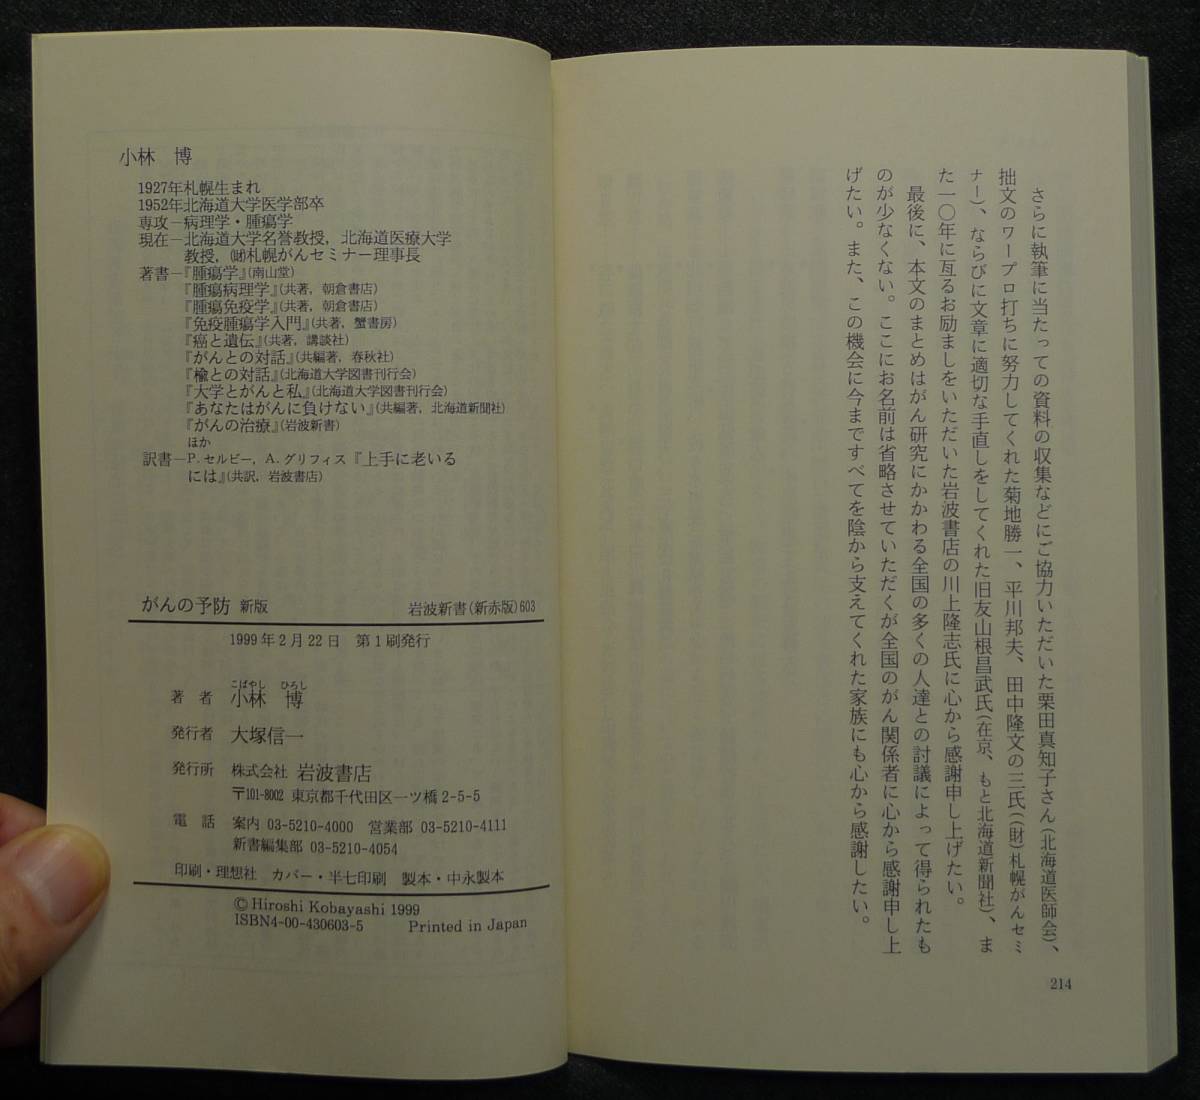 さらに執筆に当たっての資料の収集などにご協力いただいた栗田真知子さん(北海道医師会)、
拙文のワープロ打ちに努力してくれた菊地勝一、平川邦夫、田中隆文の三氏((財)札幌がんセミ
ナー)、ならびに文章に適切な手直しをしてくれた旧友山根昌武氏(在京、もと北海道新聞社)、ま
た一〇年に亙るお励ましをいただいた岩波書店の川上隆志氏に心から感謝申し上げたい。
最後に、本文のまとめはがん研究にかかわる全国の多くの人達との討議によって得られたも
のが少なくない。ここにお名前は省略させていただくが全国のがん関係者に心から感謝申し上
げたい。また、この機会に今まですべてを陰から支えてくれた家族にも心から感謝したい。
214
小林 博
1927年札幌生まれ
1952年北海道大学医学部卒
専攻―病理学・腫瘍学
現在―北海道大学名誉教授，北海道医療大学
教授，㈶札幌がんセミナー理事長
著書―『腫瘍学』(南山堂)
『腫瘍病理学』(共著，朝倉書店)
『腫瘍免疫学』(共著，朝倉書店)
『免疫腫瘍学入門』(共著，蟹書房)
『癌と遺伝』(共著，講談社)
『がんとの対話』(共編著，春秋社)
『楡との対話』(北海道大学図書刊行会)
『大学とがんと私』(北海道大学図書刊行会)
『あなたはがんに負けない』(共編著，北海道新聞社)
『がんの治療』(岩波新書)
ほか
訳書―P. セルビー，A. グリフィス『上手に老いる
には』(共訳，岩波書店)
がんの予防 新版 岩波新書(新赤版)603
1999年2月22日 第1刷発行
こばやし ひろし
著者 小林 博
発行者 大塚信一
発行所 株式会社 岩波書店
〒101-8002 東京都千代田区一ツ橋 2-5-5
電話 案内 03-5210-4000 営業部 03-5210-4111
新書編集部 03-5210-4054
印刷・理想社 カバー・半七印刷 製本・中永製本
© Hiroshi Kobayashi 1999
ISBN4-00-430603-5 Printed in Japan